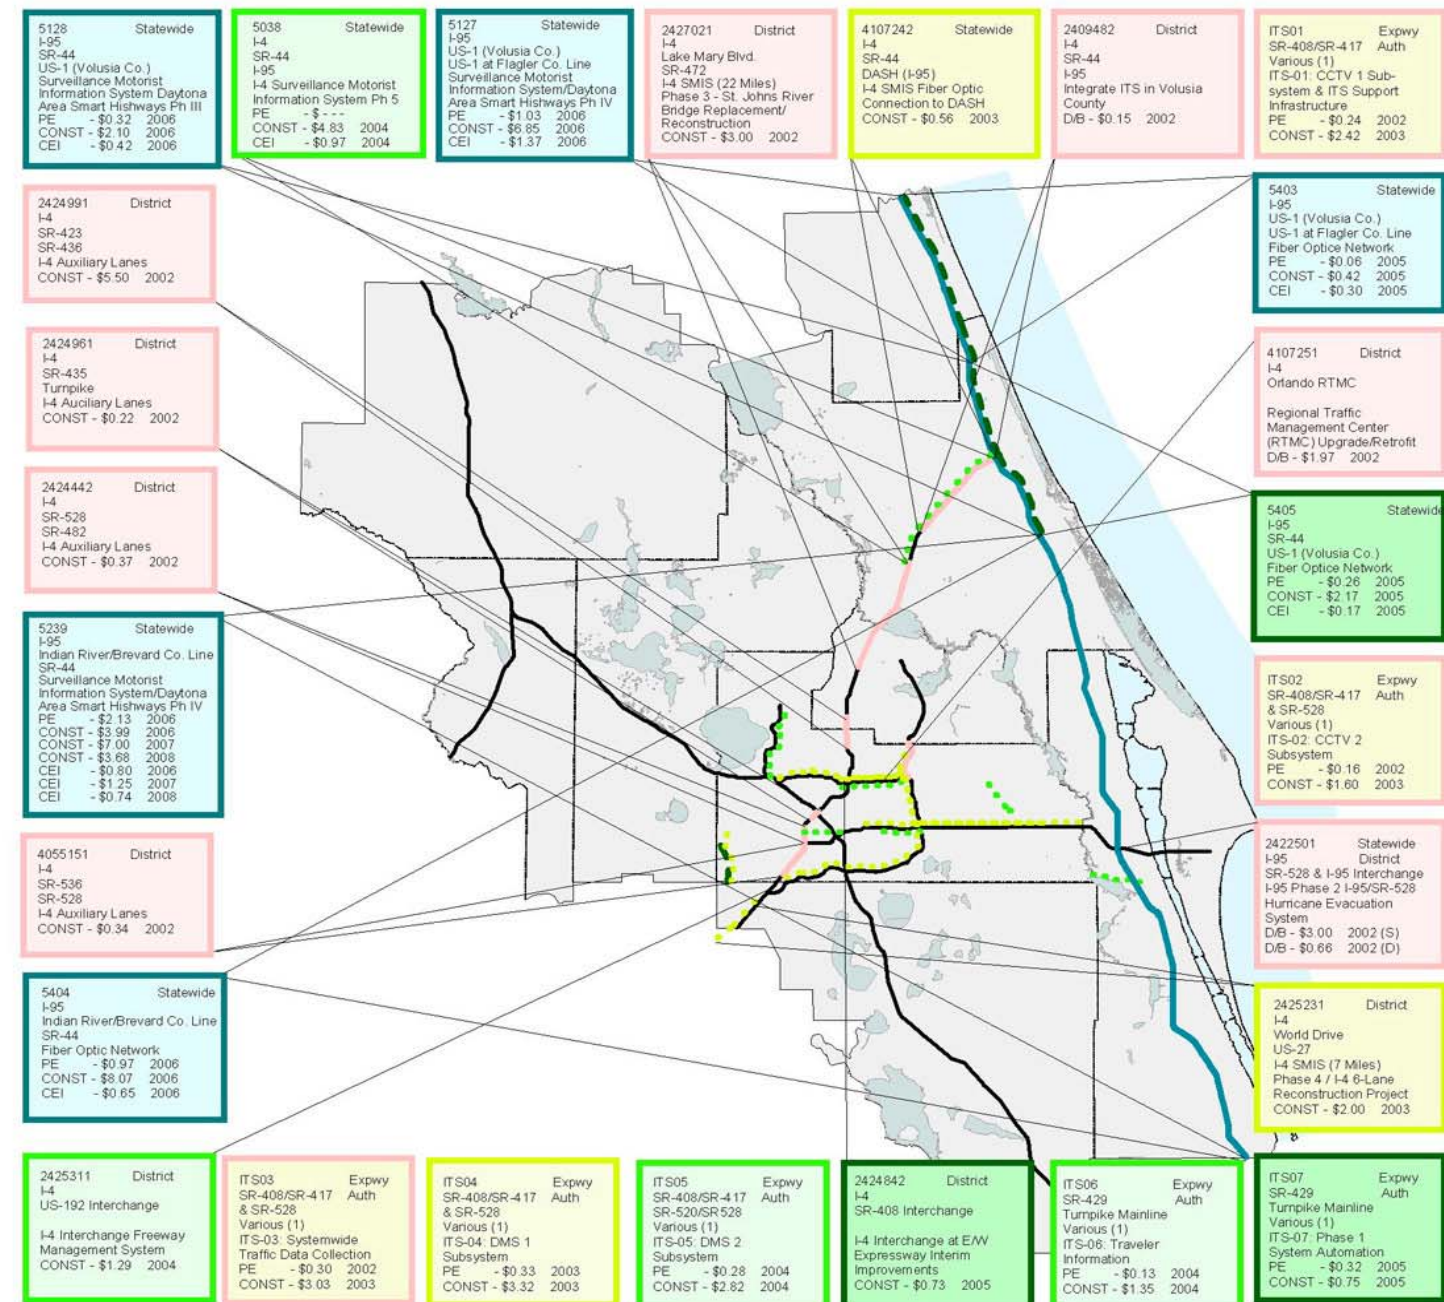 5128 Statewide
I-95
SR-44
US-1 (Volusia Co.)
Surveillance Motorist
Information System Daytona
Area Smart Hishways Ph III
PE - $0.32 2006
CONST - $2.10 2006
CEI - $0.42 2006
5038 Statewide
I-4
SR-44
I-95
I-4 Surveillance Motorist
Information System Ph 5
PE - $ - - -
CONST - $4.83 2004
CEI - $0.97 2004
5127 Statewide
I-95
US-1 (Volusia Co.)
US-1 at Flagler Co. Line
Surveillance Motorist
Information System/Daytona
Area Smart Highways Ph IV
PE - $1.03 2006
CONST - $6.85 2006
CEI - $1.37 2006
2427021 District
I-4
Lake Mary Blvd.
SR-472
I-4 SMIS (22 Miles)
Phase 3 - St. Johns River
Bridge Replacement/
Reconstruction
CONST - $3.00 2002
4107242 Statewide
I-4
SR-44
DASH (I-95)
I-4 SMIS Fiber Optic
Connection to DASH
CONST - $0.56 2003
2409482 District
I-4
SR-44
I-95
Integrate ITS in Volusia
County
D/B - $0.15 2002
ITS01 Expwy
SR-408/SR-417 Auth
Various (1)
ITS-01: CCTV 1 Sub-
system & ITS Support
Infrastructure
PE - $0.24 2002
CONST - $2.42 2003
2424991 District
I-4
SR-423
SR-436
I-4 Auxiliary Lanes
CONST - $5.50 2002
5403 Statewide
I-95
US-1 (Volusia Co.)
US-1 at Flagler Co. Line
Fiber Optice Network
PE - $0.06 2005
CONST - $0.42 2005
CEI - $0.30 2005
2424961 District
I-4
SR-435
Turnpike
I-4 Auciliary Lanes
CONST - $0.22 2002
4107251 District
I-4
Orlando RTMC
Regional Traffic
Management Center
(RTMC) Upgrade/Retrofit
D/B - $1.97 2002
2424442 District
I-4
SR-528
SR-482
I-4 Auxiliary Lanes
CONST - $0.37 2002
5405 Statewide
I-95
SR-44
US-1 (Volusia Co.)
Fiber Optice Network
PE - $0.26 2005
CONST - $2.17 2005
CEI - $0.17 2005
5239 Statewide
I-95
Indian River/Brevard Co. Line
SR-44
Surveillance Motorist
Information System/Daytona
Area Smart Highways Ph IV
PE - $2.13 2006
CONST - $3.99 2006
CONST - $7.00 2007
CONST - $3.68 2008
CEI - $0.80 2006
CEI - $1.25 2007
CEI - $0.74 2008
ITS02 Expwy
SR-408/SR-417 Auth
& SR-528
Various (1)
ITS-02: CCTV 2
Subsystem
PE - $0.16 2002
CONST - $1.60 2003
4055151 District
I-4
SR-536
SR-528
I-4 Auxiliary Lanes
CONST - $0.34 2002
2422501 Statewide
I-95 District
SR-528 & I-95 Interchange
I-95 Phase 2 I-95/SR-528
Hurricane Evacuation
System
D/B - $3.00 2002 (S)
D/B - $0.66 2002 (D)
5404 Statewide
I-95
Indian River/Brevard Co. Line
SR-44
Fiber Optic Network
PE - $0.97 2006
CONST - $8.07 2006
CEI - $0.65 2006
2425231 District
I-4
World Drive
US-27
I-4 SMIS (7 Miles)
Phase 4 / I-4 6-Lane
Reconstruction Project
CONST - $2.00 2003
2425311 District
I-4
US-192 Interchange
I-4 Interchange Freeway
Management System
CONST - $1.29 2004
ITS03 Expwy
SR-408/SR-417 Auth
& SR-528
Various (1)
ITS-03: Systemwide
Traffic Data Collection
PE - $0.30 2002
CONST - $3.03 2003
ITS04 Expwy
SR-408/SR-417 Auth
& SR-528
Various (1)
ITS-04: DMS 1
Subsystem
PE - $0.33 2003
CONST - $3.32 2003
ITS05 Expwy
SR-408/SR-417 Auth
SR-520/SR528
Various (1)
ITS-05: DMS 2
Subsystem
PE - $0.28 2004
CONST - $2.82 2004
2424842 District
I-4
SR-408 Interchange
I-4 Interchange at E/W
Expressway Interim
Improvements
CONST - $0.73 2005
ITS06 Expwy
SR-429 Auth
Turnpike Mainline
Various (1)
ITS-06: Traveler
Information
PE - $0.13 2004
CONST - $1.35 2004
ITS07 Expwy
SR-429 Auth
Turnpike Mainline
Various (1)
ITS-07: Phase 1
System Automation
PE - $0.32 2005
CONST - $0.75 2005